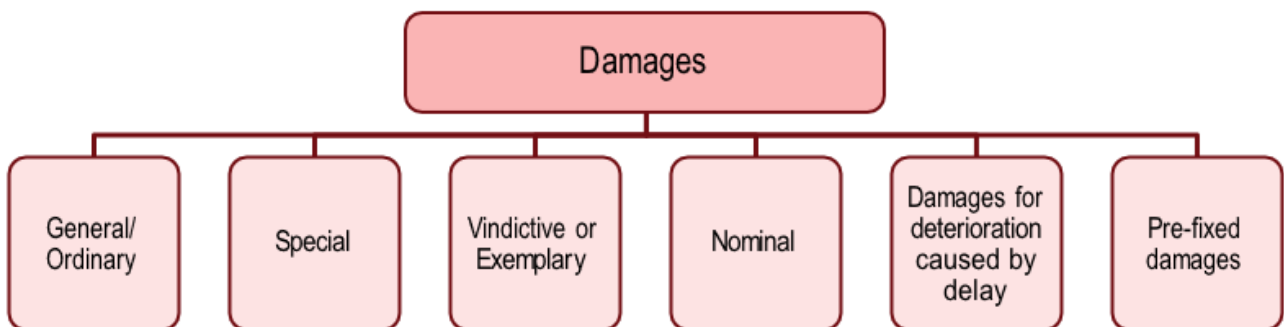 Damages
General/
Ordinary
Special
Vindictive or
Exemplary
Nominal
Damages for
deterioration
caused by
delay
Pre-fixed
damages